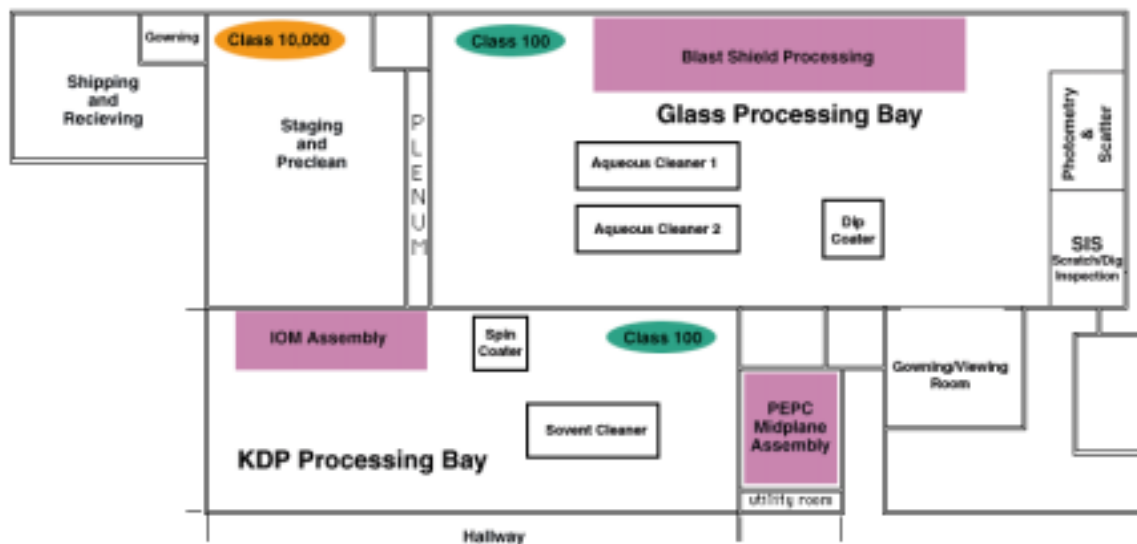 Gowning
Class 10,000
Class 100
Blast Shield Processing
Shipping
and
Recieving
Staging
and
Preclean
PLENUM
Glass Processing Bay
Photometry
&
Scatter
Aqueous Cleaner 1
Aqueous Cleaner 2
Dip
Coater
SIS
Scratch/Dig
Inspection
IOM Assembly
Spin
Coater
Class 100
Gowning/Viewing
Room
PEPC
Midplane
Assembly
Sovent Cleaner
KDP Processing Bay
utility room
Hallway